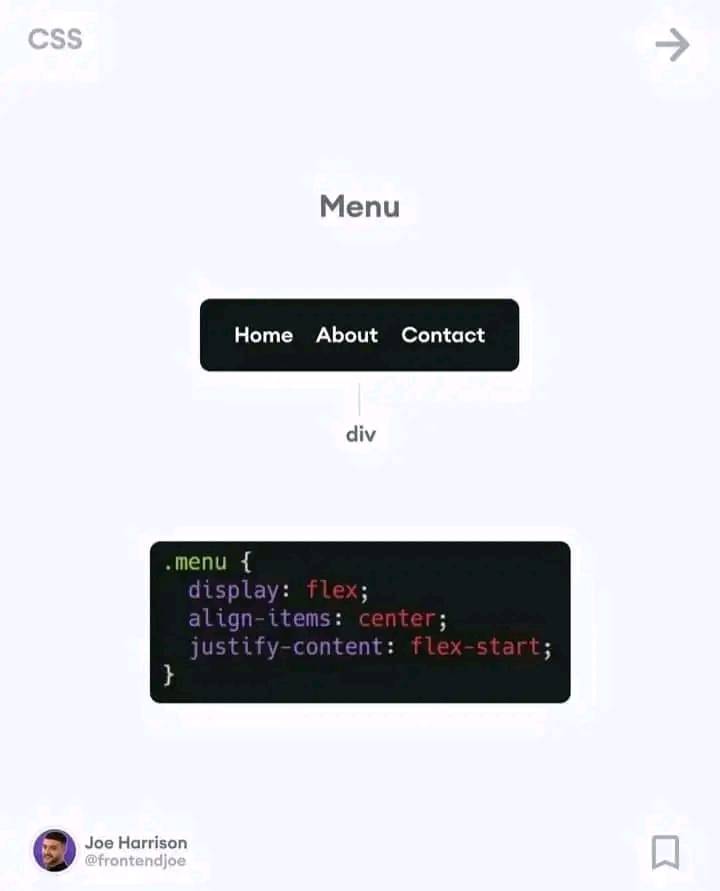 CSS
Menu
Home About Contact
div
.menu {
  display: flex;
  align-items: center;
  justify-content: flex-start;
}
Joe Harrison
@frontendjoe